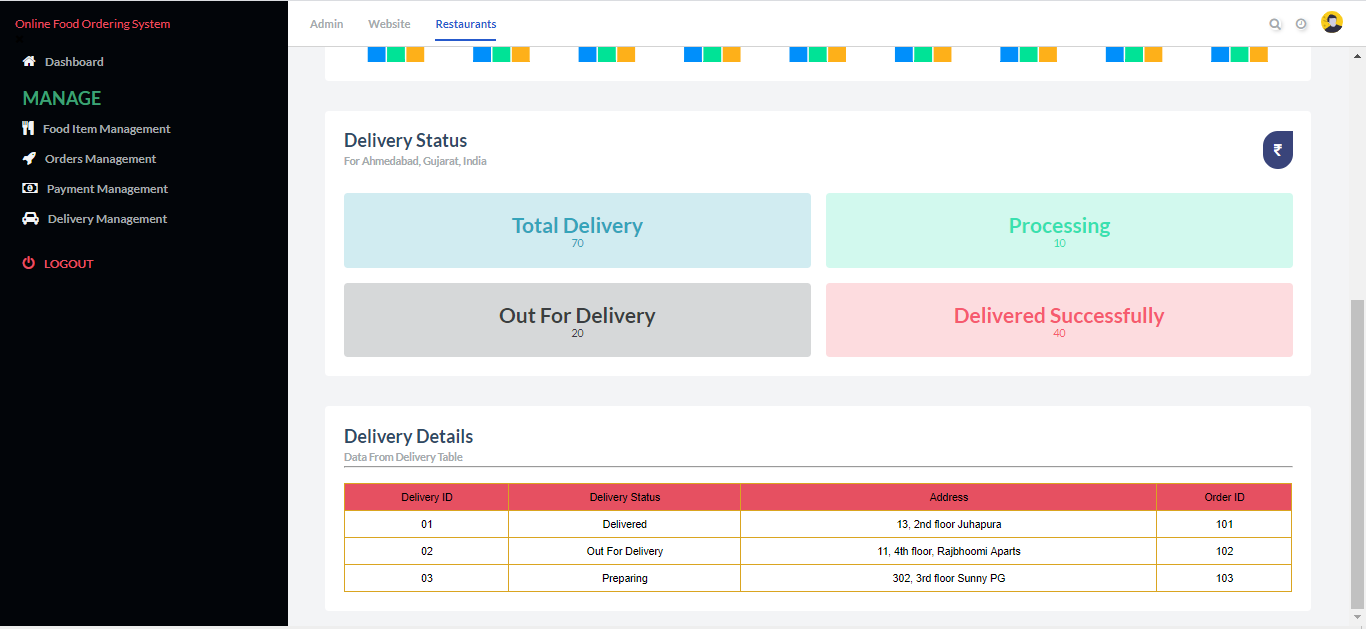 Online Food Ordering System
Admin Website Restaurants
Dashboard
MANAGE
Food Item Management
Orders Management
Payment Management
Delivery Management
LOGOUT
Delivery Status
For Ahmedabad, Gujarat, India
₹
Total Delivery
70
Processing
10
Out For Delivery
20
Delivered Successfully
40
Delivery Details
Data From Delivery Table
Delivery ID Delivery Status Address Order ID
01 Delivered 13, 2nd floor Juhapura 101
02 Out For Delivery 11, 4th floor, Rajbhoomi Aparts 102
03 Preparing 302, 3rd floor Sunny PG 103